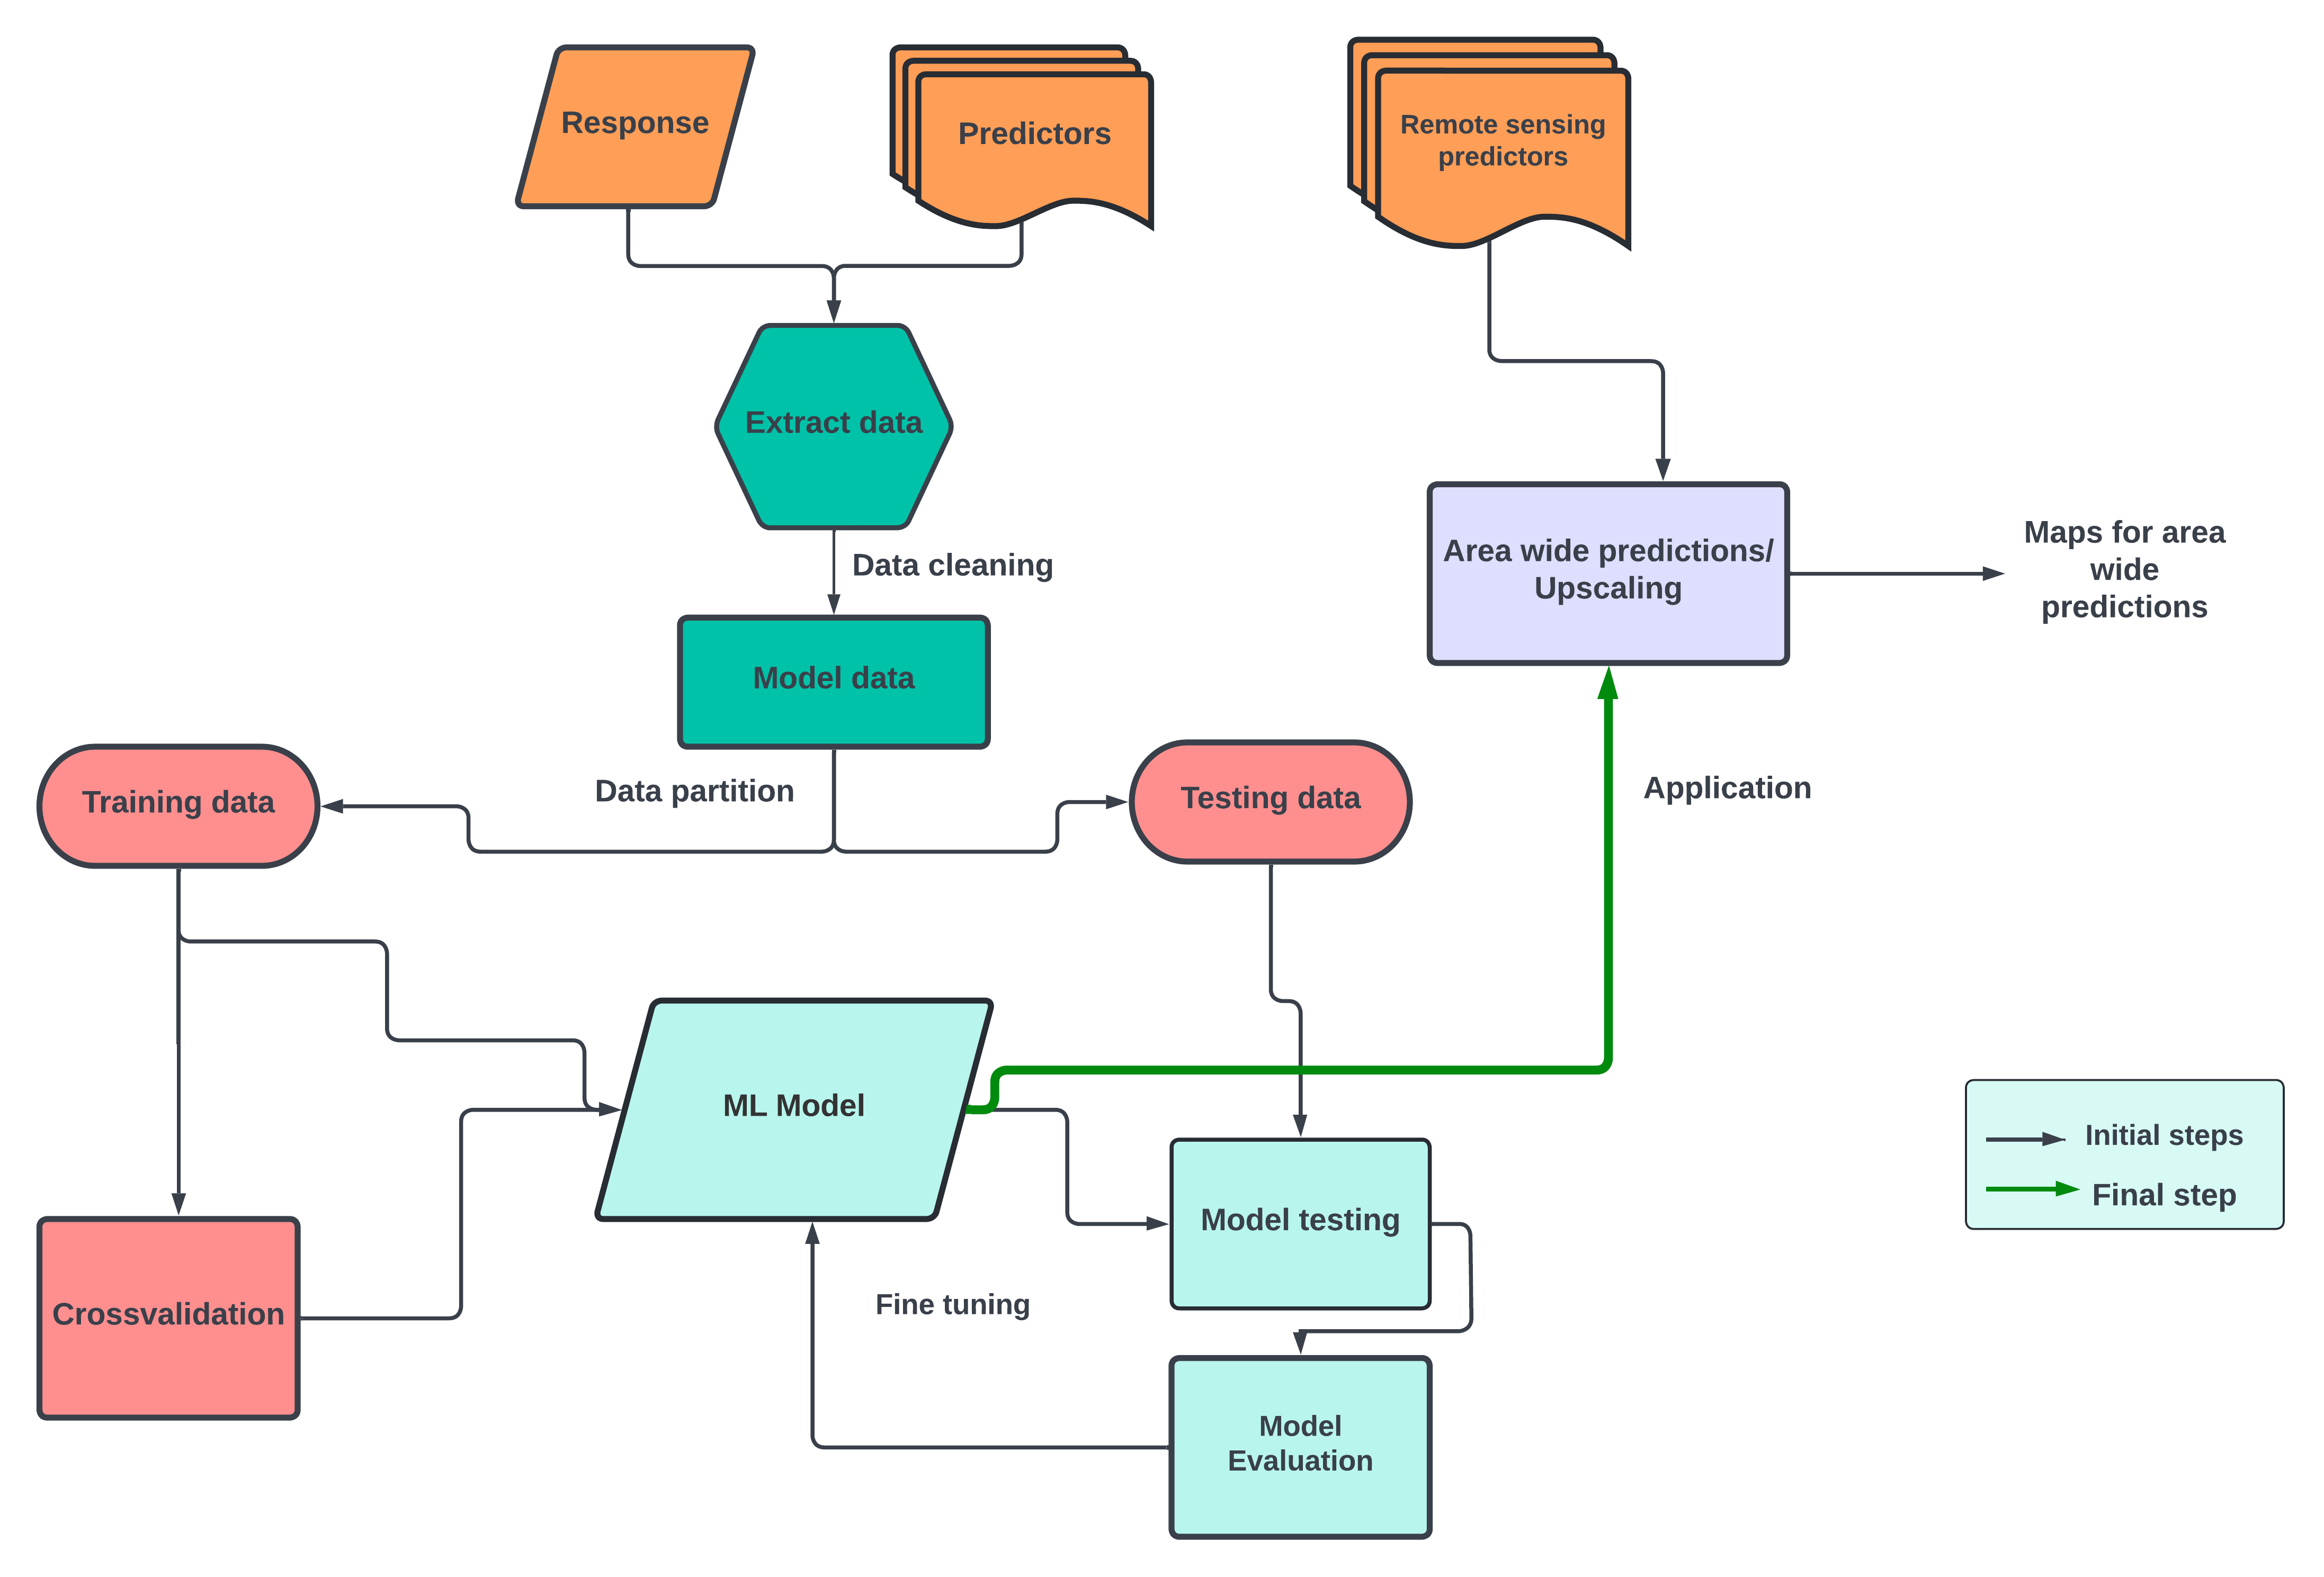 Response
Predictors
Remote sensing
predictors
Extract data
Data cleaning
Area wide predictions/
Upscaling
Maps for area
wide
predictions
Model data
Data partition
Training data
Testing data
Application
ML Model
Initial steps
Final step
Model testing
Fine tuning
Crossvalidation
Model
Evaluation